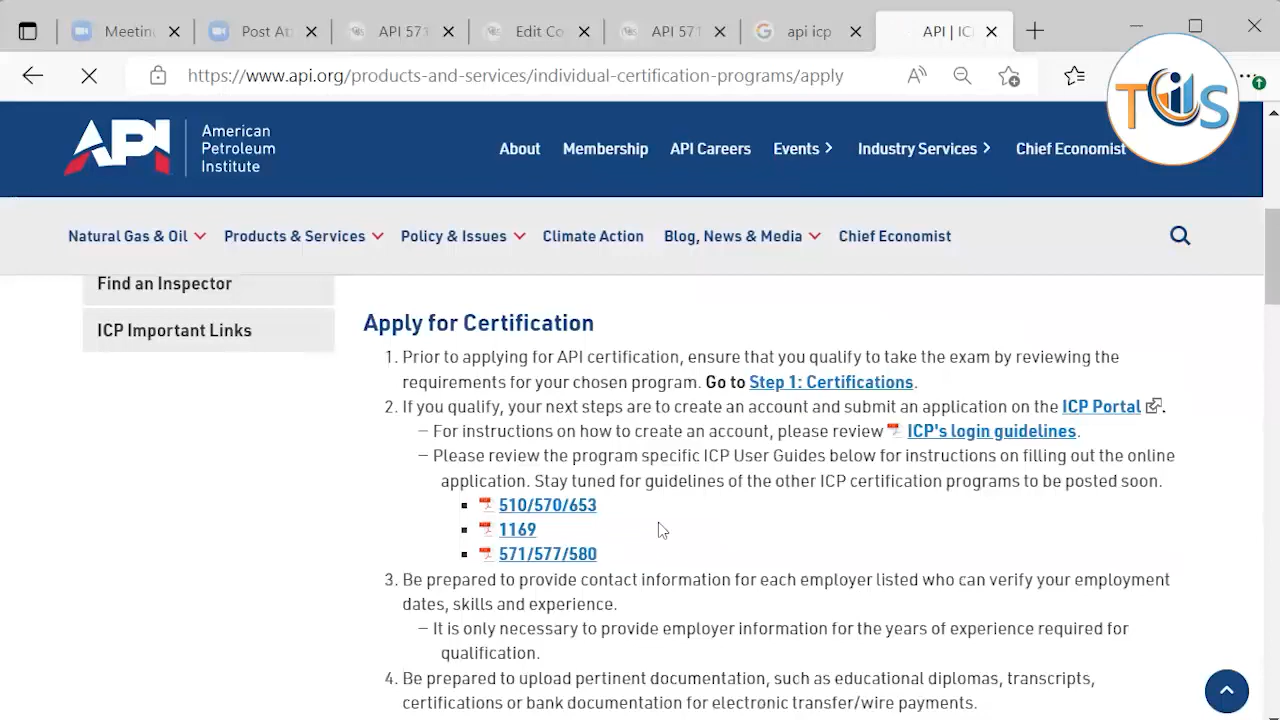 Meetin
Post At
API 571
Edit Co
API 571
api icp
API | IC
https://www.api.org/products-and-services/individual-certification-programs/apply
TCILS
API
American
Petroleum
Institute
About
Membership
API Careers
Events
Industry Services
Chief Economist
Natural Gas & Oil
Products & Services
Policy & Issues
Climate Action
Blog, News & Media
Chief Economist
Find an Inspector
ICP Important Links
Apply for Certification
1. Prior to applying for API certification, ensure that you qualify to take the exam by reviewing the
requirements for your chosen program. Go to Step 1: Certifications.
2. If you qualify, your next steps are to create an account and submit an application on the ICP Portal.
– For instructions on how to create an account, please review ICP's login guidelines.
– Please review the program specific ICP User Guides below for instructions on filling out the online
application. Stay tuned for guidelines of the other ICP certification programs to be posted soon.
▪ 510/570/653
▪ 1169
▪ 571/577/580
3. Be prepared to provide contact information for each employer listed who can verify your employment
dates, skills and experience.
– It is only necessary to provide employer information for the years of experience required for
qualification.
4. Be prepared to upload pertinent documentation, such as educational diplomas, transcripts,
certifications or bank documentation for electronic transfer/wire payments.